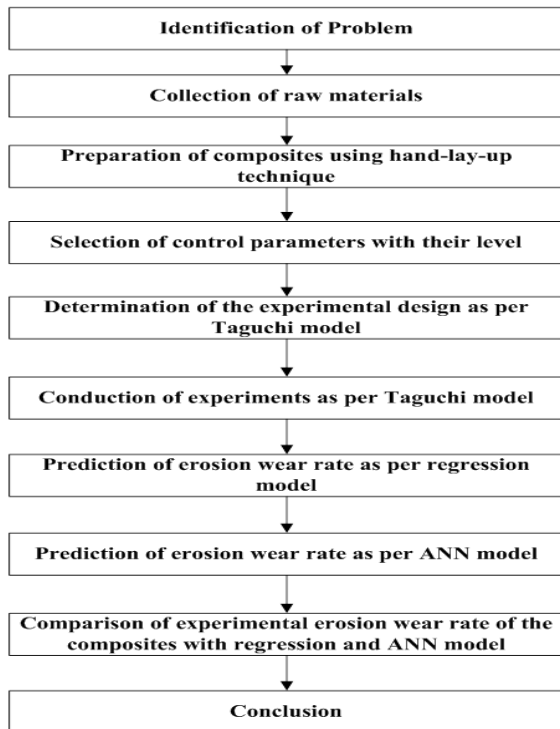 Identification of Problem
Collection of raw materials
Preparation of composites using hand-lay-up
technique
Selection of control parameters with their level
Determination of the experimental design as per
Taguchi model
Conduction of experiments as per Taguchi model
Prediction of erosion wear rate as per regression
model
Prediction of erosion wear rate as per ANN model
Comparison of experimental erosion wear rate of the
composites with regression and ANN model
Conclusion